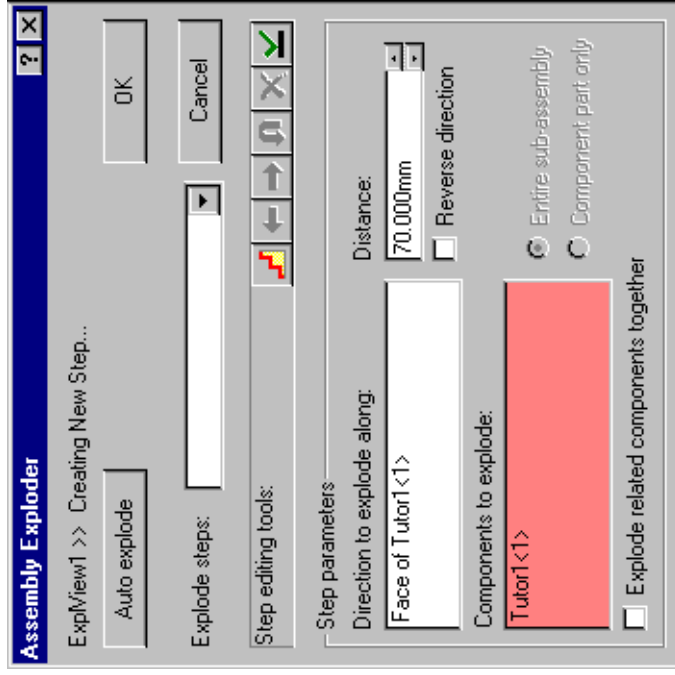 Assembly Exploder
ExplView1 >> Creating New Step...
Auto explode
OK
Explode steps:
Cancel
Step editing tools:
Step parameters
Direction to explode along:
Face of Tutor1<1>
Distance:
70.000mm
Reverse direction
Components to explode:
Tutor1<1>
Entire sub-assembly
Component part only
Explode related components together